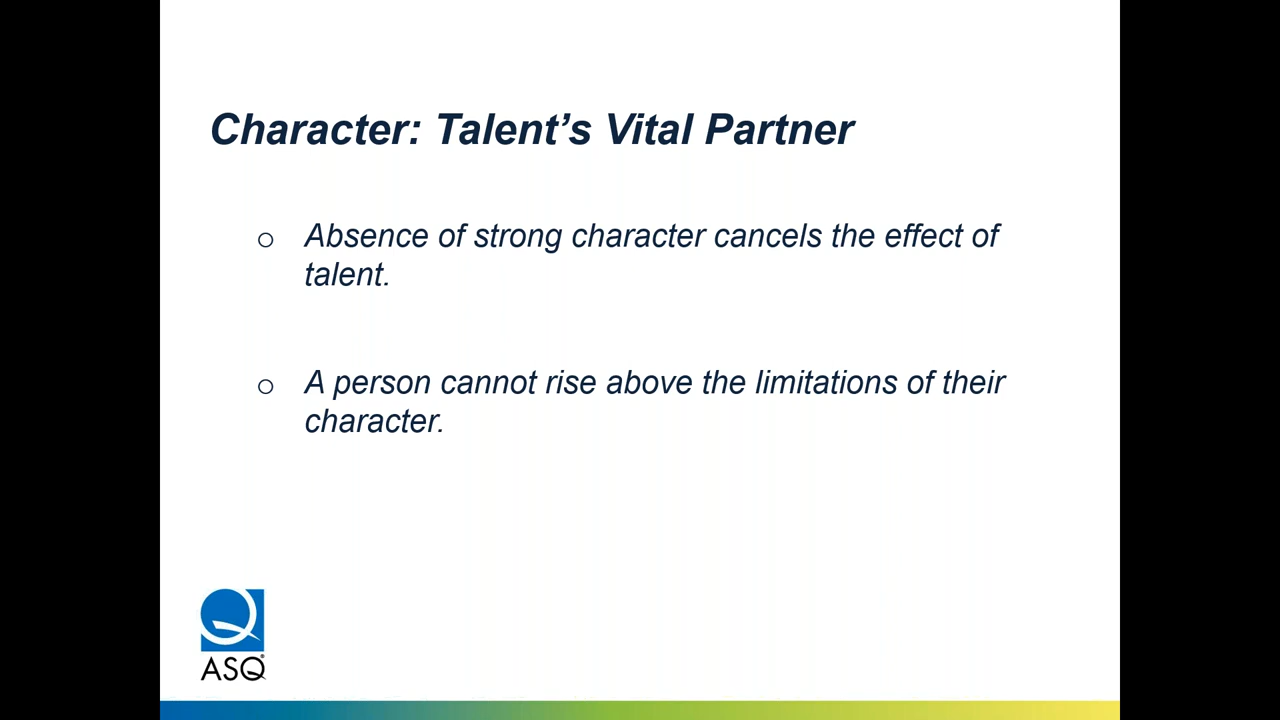 Character: Talent’s Vital Partner
o Absence of strong character cancels the effect of
talent.
o A person cannot rise above the limitations of their
character.
ASQ®